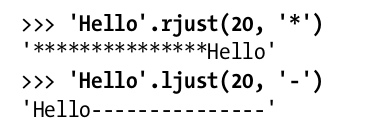 >>> 'Hello'.rjust(20, '*')
'***************Hello'
>>> 'Hello'.ljust(20, '-')
'Hello---------------'